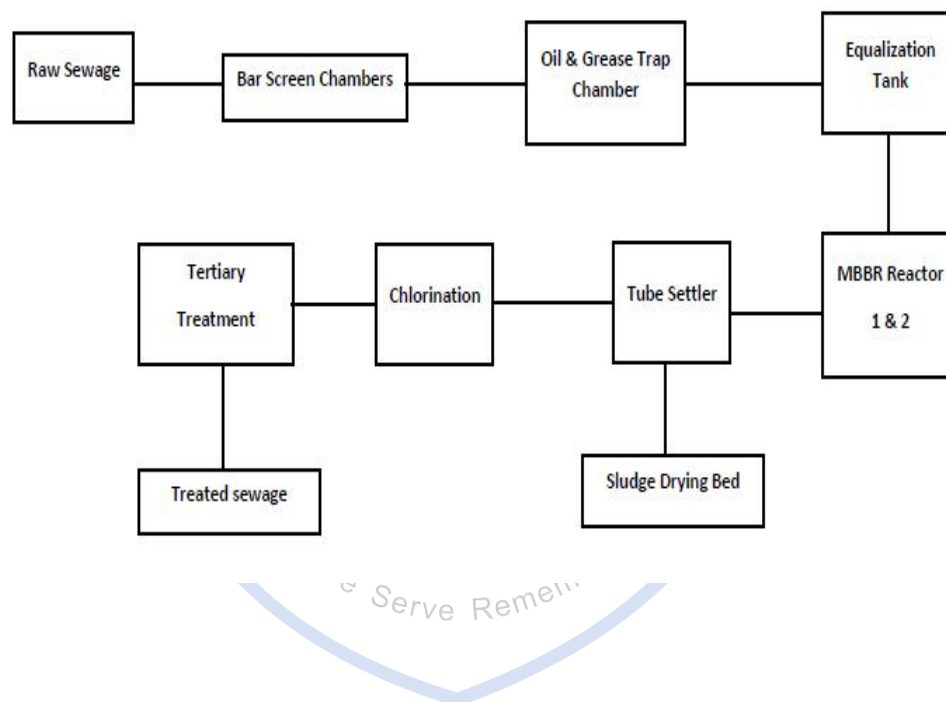 Raw Sewage
Bar Screen Chambers
Oil & Grease Trap
Chamber
Equalization
Tank
MBBR Reactor
1 & 2
Tube Settler
Chlorination
Tertiary
Treatment
Sludge Drying Bed
Treated sewage
Serve